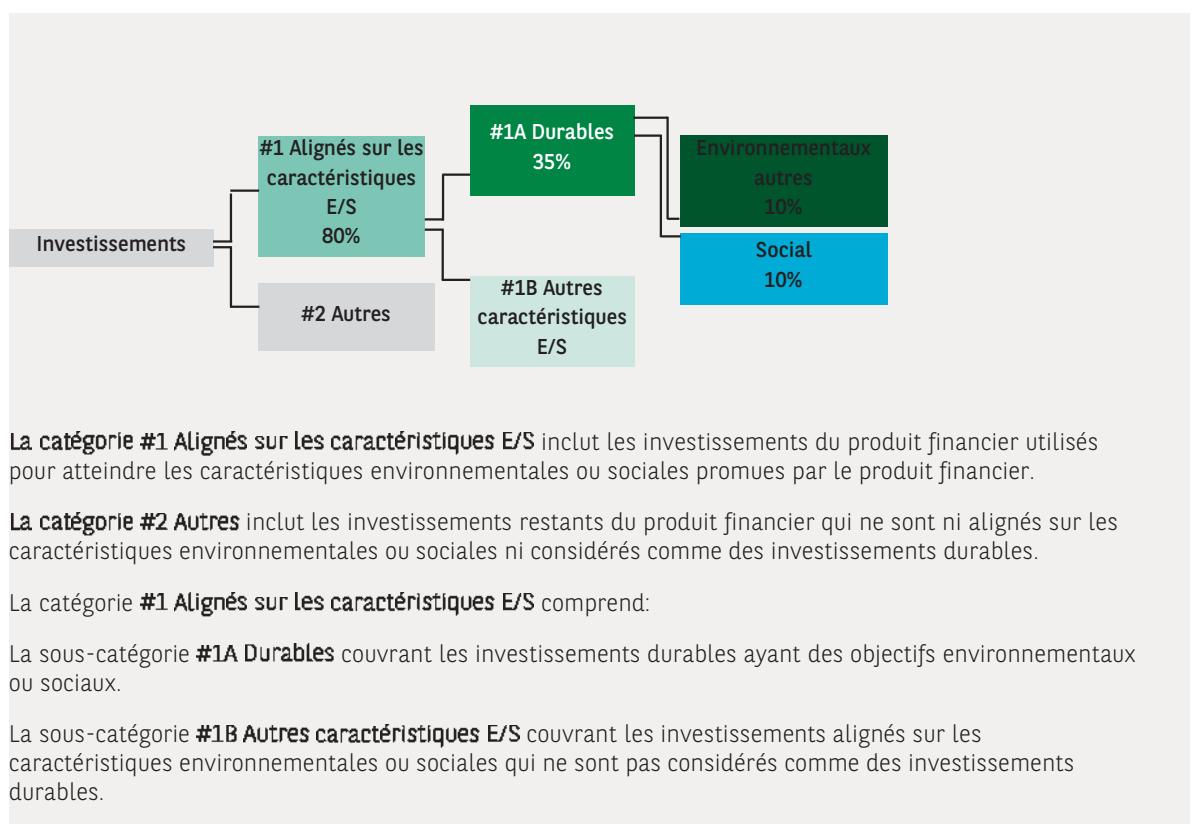 Investissements
#1 Alignés sur les
caractéristiques
E/S
80%
#2 Autres
#1A Durables
35%
#1B Autres
caractéristiques
E/S
Environnementaux
autres
10%
Social
10%
La catégorie #1 Alignés sur les caractéristiques E/S inclut les investissements du produit financier utilisés
pour atteindre les caractéristiques environnementales ou sociales promues par le produit financier.
La catégorie #2 Autres inclut les investissements restants du produit financier qui ne sont ni alignés sur les
caractéristiques environnementales ou sociales ni considérés comme des investissements durables.
La catégorie #1 Alignés sur les caractéristiques E/S comprend:
La sous-catégorie #1A Durables couvrant les investissements durables ayant des objectifs environnementaux
ou sociaux.
La sous-catégorie #1B Autres caractéristiques E/S couvrant les investissements alignés sur les
caractéristiques environnementales ou sociales qui ne sont pas considérés comme des investissements
durables.